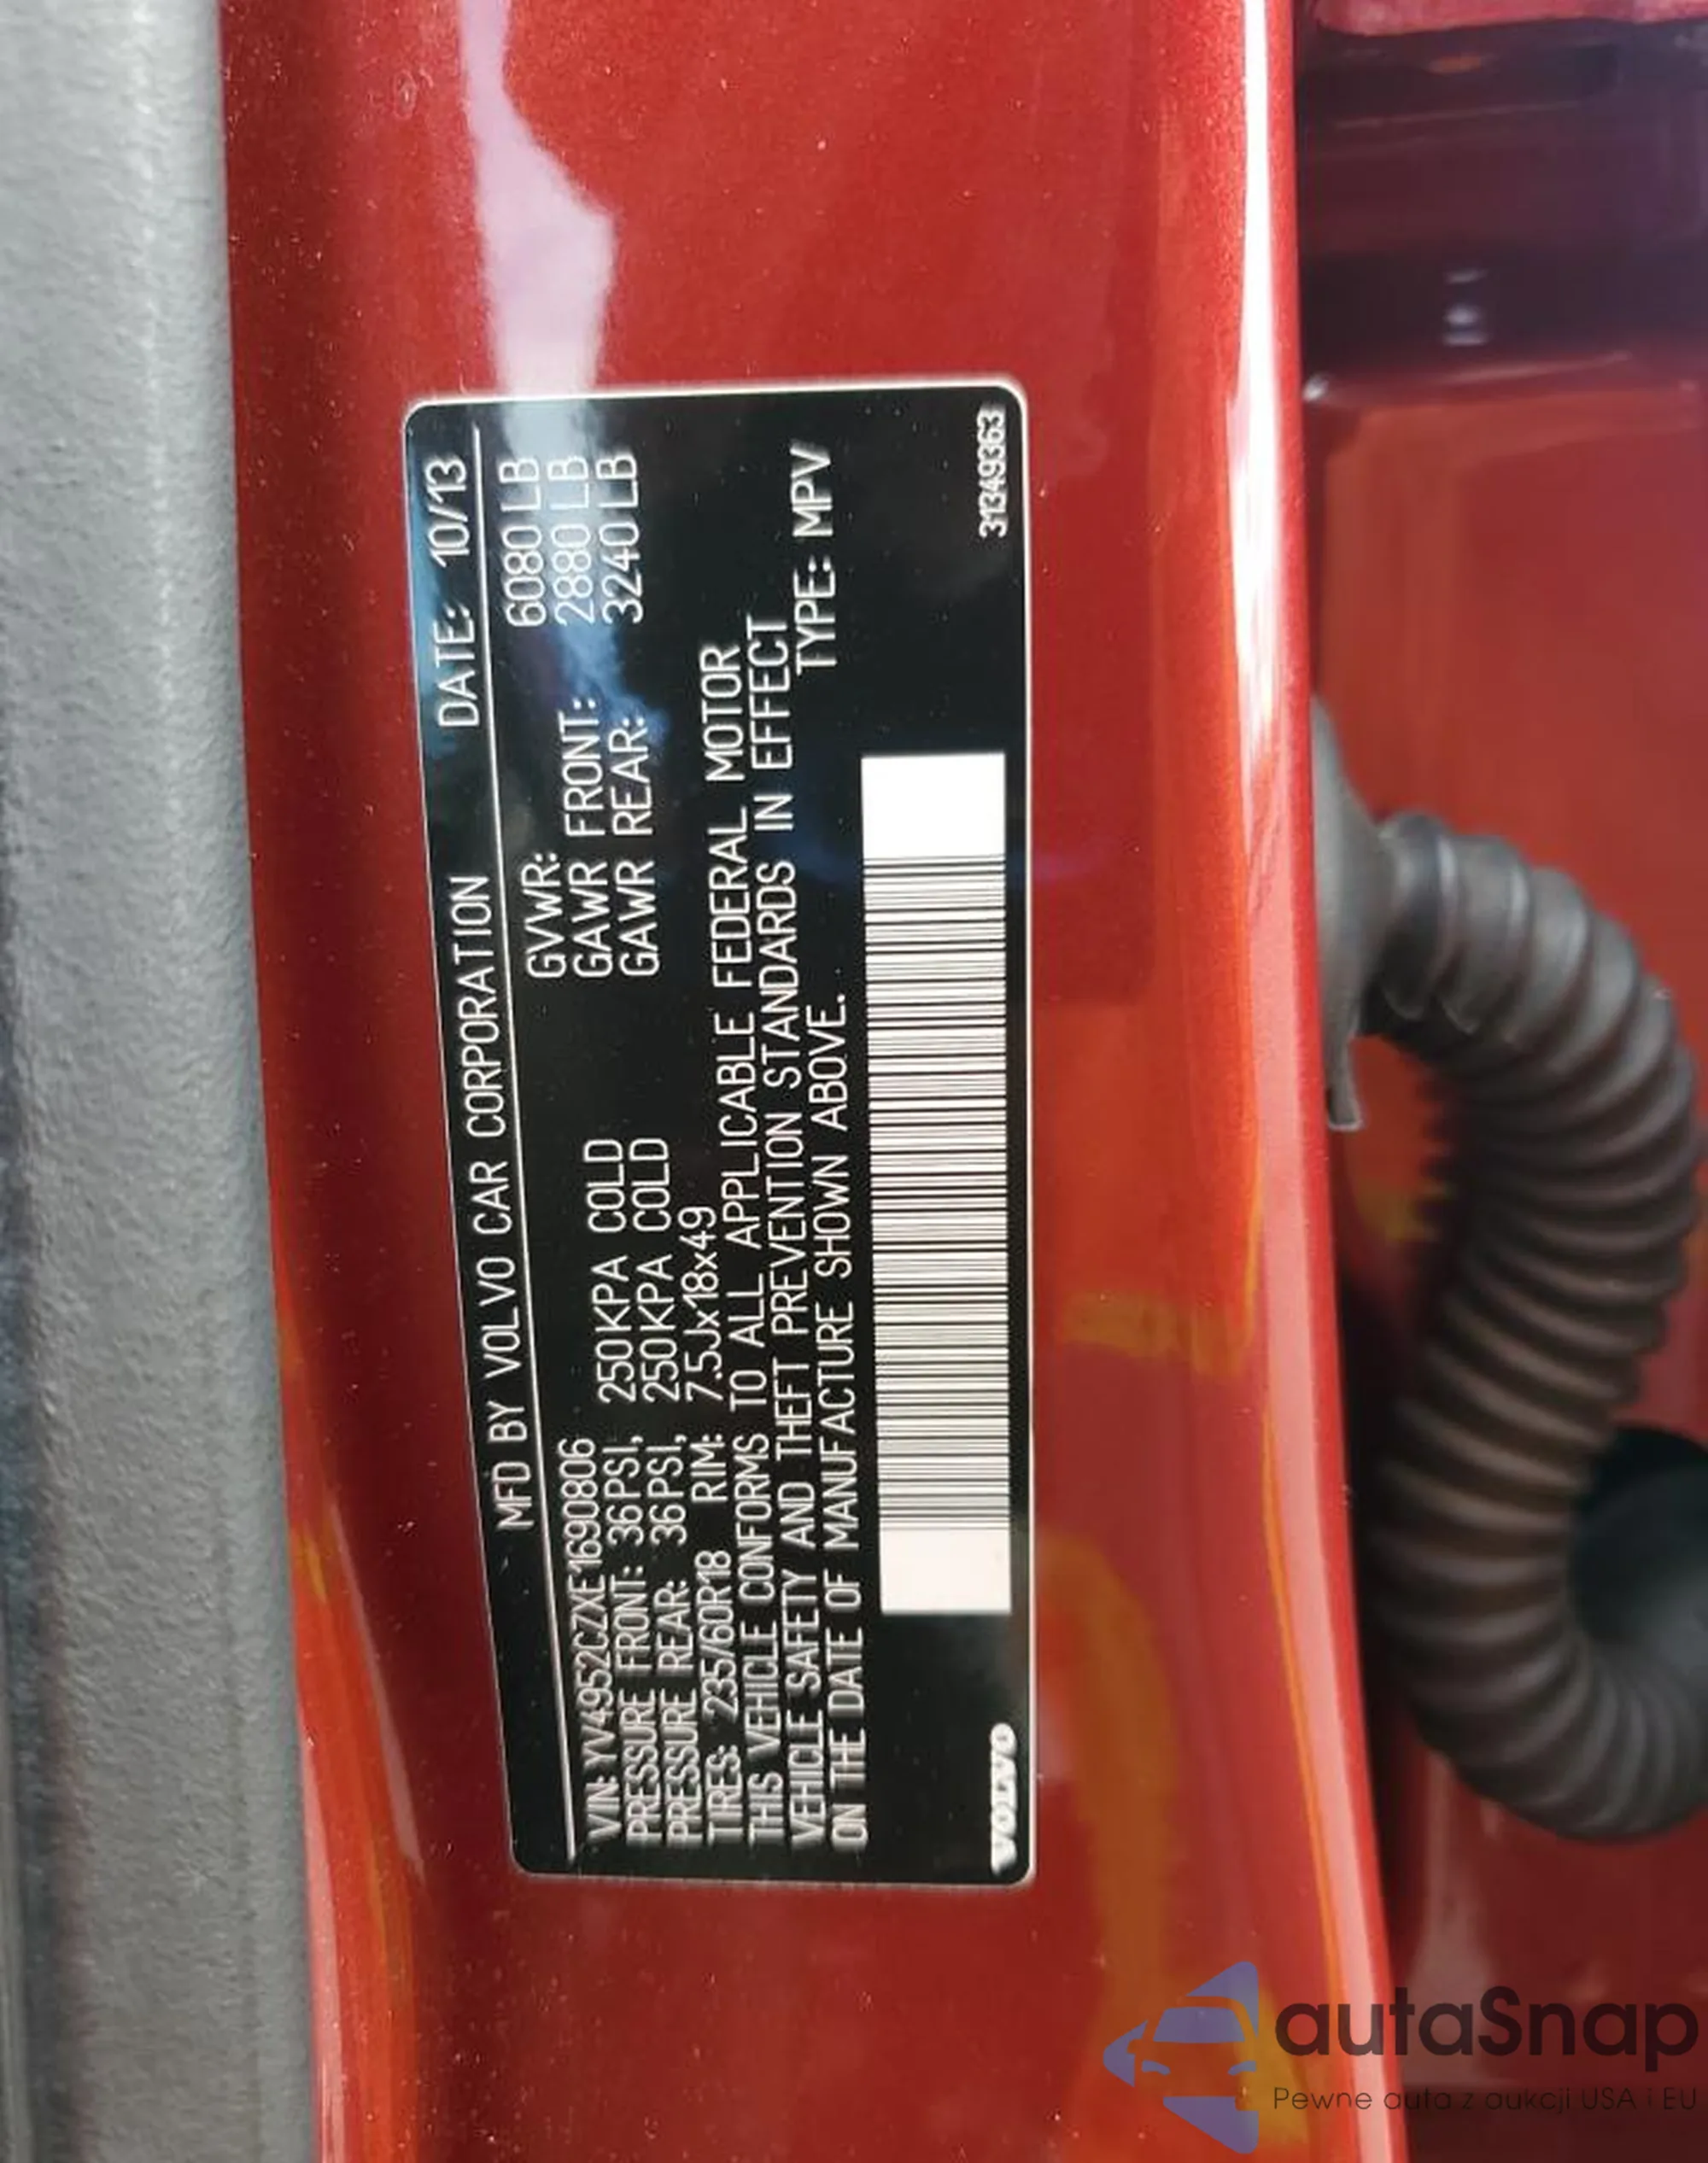 MFD BY VOLVO CAR CORPORATION DATE: 10/13
VIN: YV4952CZXE1690806 GVWR: 6080 LB
PRESSURE FRONT: 36PSI, 250KPA COLD GAWR FRONT: 2880 LB
PRESSURE REAR: 36PSI, 250KPA COLD GAWR REAR: 3240 LB
TIRES: 235/60R18 RIM: 7.5Jx18x49
THIS VEHICLE CONFORMS TO ALL APPLICABLE FEDERAL MOTOR
VEHICLE SAFETY AND THEFT PREVENTION STANDARDS IN EFFECT
ON THE DATE OF MANUFACTURE SHOWN ABOVE. TYPE: MPV
VOLVO 31349363
autaSnap
Pewne auta z aukcji USA i EU